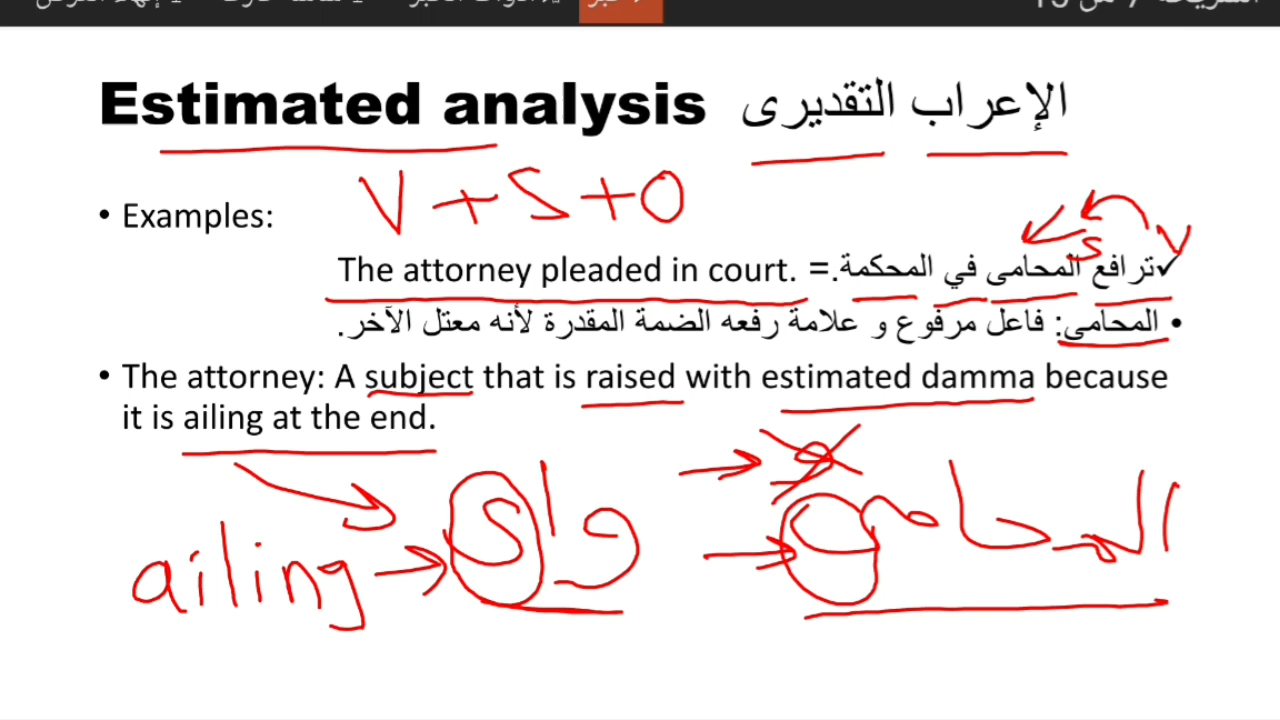 Estimated analysis الإعراب التقديرى
V + S + O
• Examples:
V
S
✓ترافع المحامى في المحكمة.= The attorney pleaded in court.
• المحامى: فاعل مرفوع و علامة رفعه الضمة المقدرة لأنه معتل الآخر.
• The attorney: A subject that is raised with estimated damma because
it is ailing at the end.
المحامى
ailing → واى